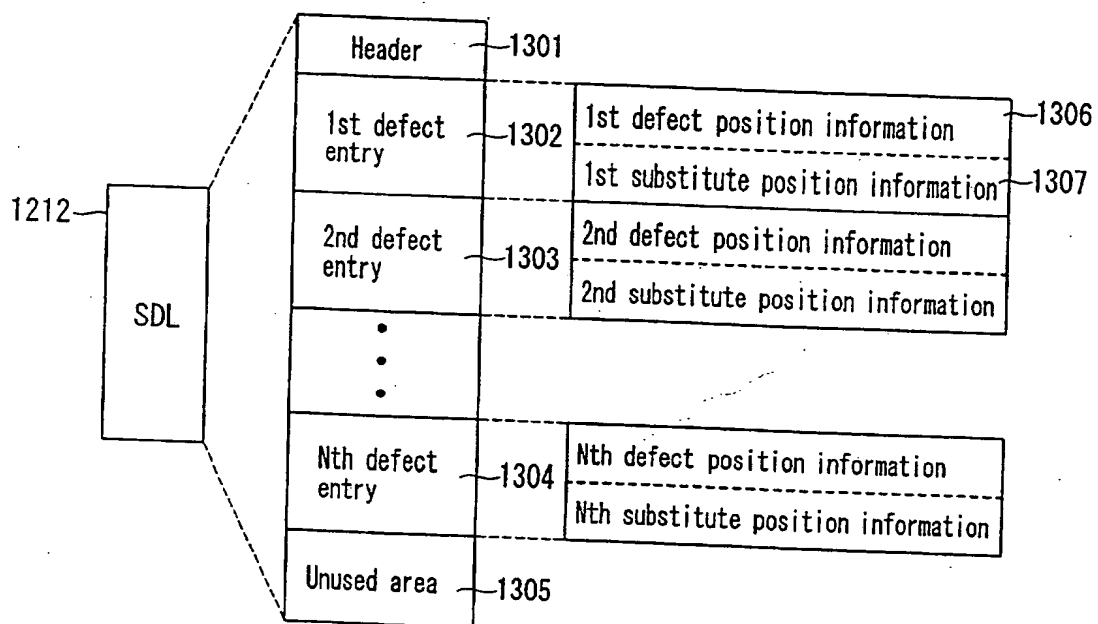 1212
SDL
Header
1301
1st defect
entry
1302
1st defect position information
1306
1st substitute position information
1307
2nd defect
entry
1303
2nd defect position information
2nd substitute position information
Nth defect
entry
1304
Nth defect position information
Nth substitute position information
Unused area
1305